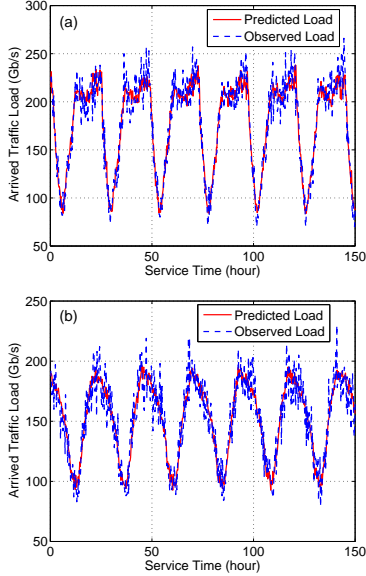 300
(a)
Predicted Load
Observed Load
250
200
150
100
50
0
50
100
150
Arrived Traffic Load (Gb/s)
Service Time (hour)
250
(b)
Predicted Load
Observed Load
200
150
100
50
0
50
100
150
Arrived Traffic Load (Gb/s)
Service Time (hour)